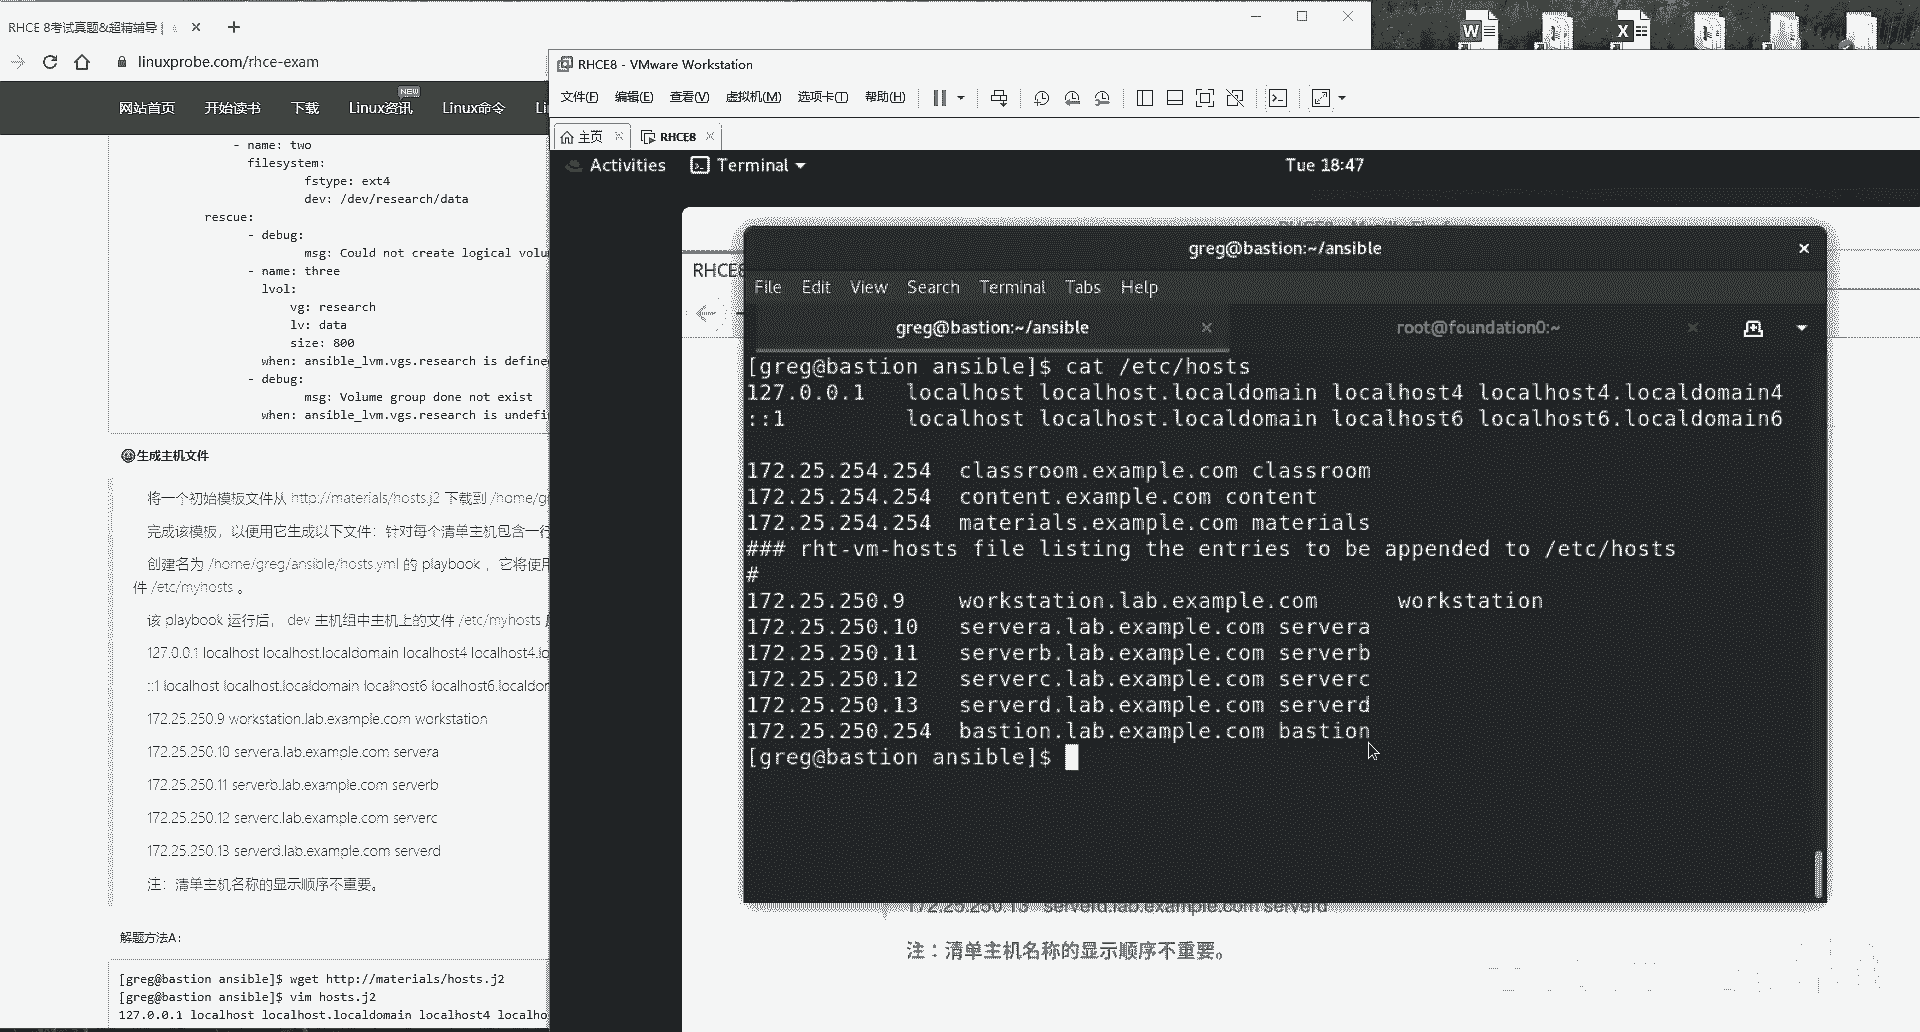 RHCE 8考试真题&超精辅导 |
linuxprobe.com/rhce-exam
网站首页 开始读书 下载 Linux资讯 NEW Linux命令
- name: two
filesystem:
fstype: ext4
dev: /dev/research/data
rescue:
- debug:
msg: Could not create logical volu
- name: three
lvol:
vg: research
lv: data
size: 800
when: ansible_lvm.vgs.research is define
- debug:
msg: Volume group done not exist
when: ansible_lvm.vgs.research is undefi
生成主机文件
将一个初始模板文件从 http://materials/hosts.j2 下载到 /home/g
完成该模板，以便用它生成以下文件：针对每个清单主机包含一行
创建名为 /home/greg/ansible/hosts.yml 的 playbook ，它将使用
件 /etc/myhosts 。
该 playbook 运行后， dev 主机组中主机上的文件 /etc/myhosts
127.0.0.1 localhost localhost.localdomain localhost4 localhost4.lo
::1 localhost localhost.localdomain localhost6 localhost6.localdo
172.25.250.9 workstation.lab.example.com workstation
172.25.250.10 servera.lab.example.com servera
172.25.250.11 serverb.lab.example.com serverb
172.25.250.12 serverc.lab.example.com serverc
172.25.250.13 serverd.lab.example.com serverd
注：清单主机名称的显示顺序不重要。
解题方法A：
[greg@bastion ansible]$ wget http://materials/hosts.j2
[greg@bastion ansible]$ vim hosts.j2
127.0.0.1 localhost localhost.localdomain localhost4 localho
RHCE8 - VMware Workstation
文件(F) 编辑(E) 查看(V) 虚拟机(M) 选项卡(T) 帮助(H)
主页 RHCE8
Activities Terminal Tue 18:47
RHCE8
greg@bastion:~/ansible
File Edit View Search Terminal Tabs Help
greg@bastion:~/ansible root@foundation0:~
[greg@bastion ansible]$ cat /etc/hosts
127.0.0.1 localhost localhost.localdomain localhost4 localhost4.localdomain4
::1 localhost localhost.localdomain localhost6 localhost6.localdomain6
172.25.254.254 classroom.example.com classroom
172.25.254.254 content.example.com content
172.25.254.254 materials.example.com materials
### rht-vm-hosts file listing the entries to be appended to /etc/hosts
#
172.25.250.9 workstation.lab.example.com workstation
172.25.250.10 servera.lab.example.com servera
172.25.250.11 serverb.lab.example.com serverb
172.25.250.12 serverc.lab.example.com serverc
172.25.250.13 serverd.lab.example.com serverd
172.25.250.254 bastion.lab.example.com bastion
[greg@bastion ansible]$
172.25.250.13 serverd.lab.example.com serverd
注：清单主机名称的显示顺序不重要。